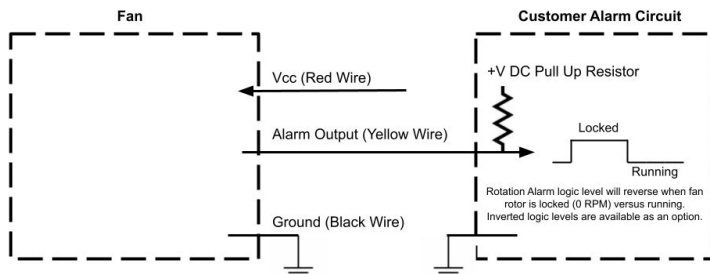 Fan
Customer Alarm Circuit
Vcc (Red Wire)
+V DC Pull Up Resistor
Alarm Output (Yellow Wire)
Locked
Running
Rotation Alarm logic level will reverse when fan
rotor is locked (0 RPM) versus running.
Inverted logic levels are available as an option.
Ground (Black Wire)